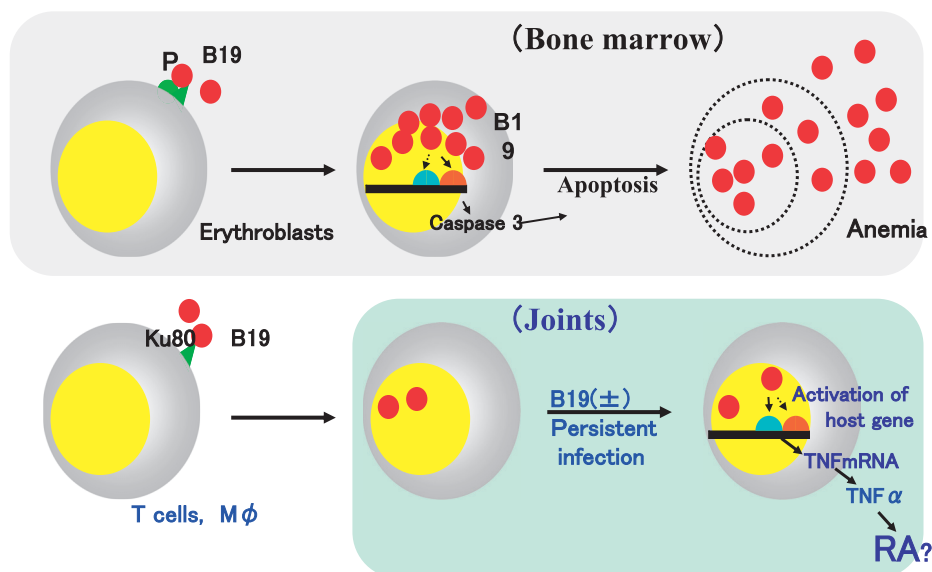 (Bone marrow)
P B19
B1
9
Erythroblasts
Caspase 3
Apoptosis
Anemia
(Joints)
Ku80 B19
T cells, Mϕ
B19(±)
Persistent
infection
Activation of
host gene
TNFmRNA
TNFα
RA?